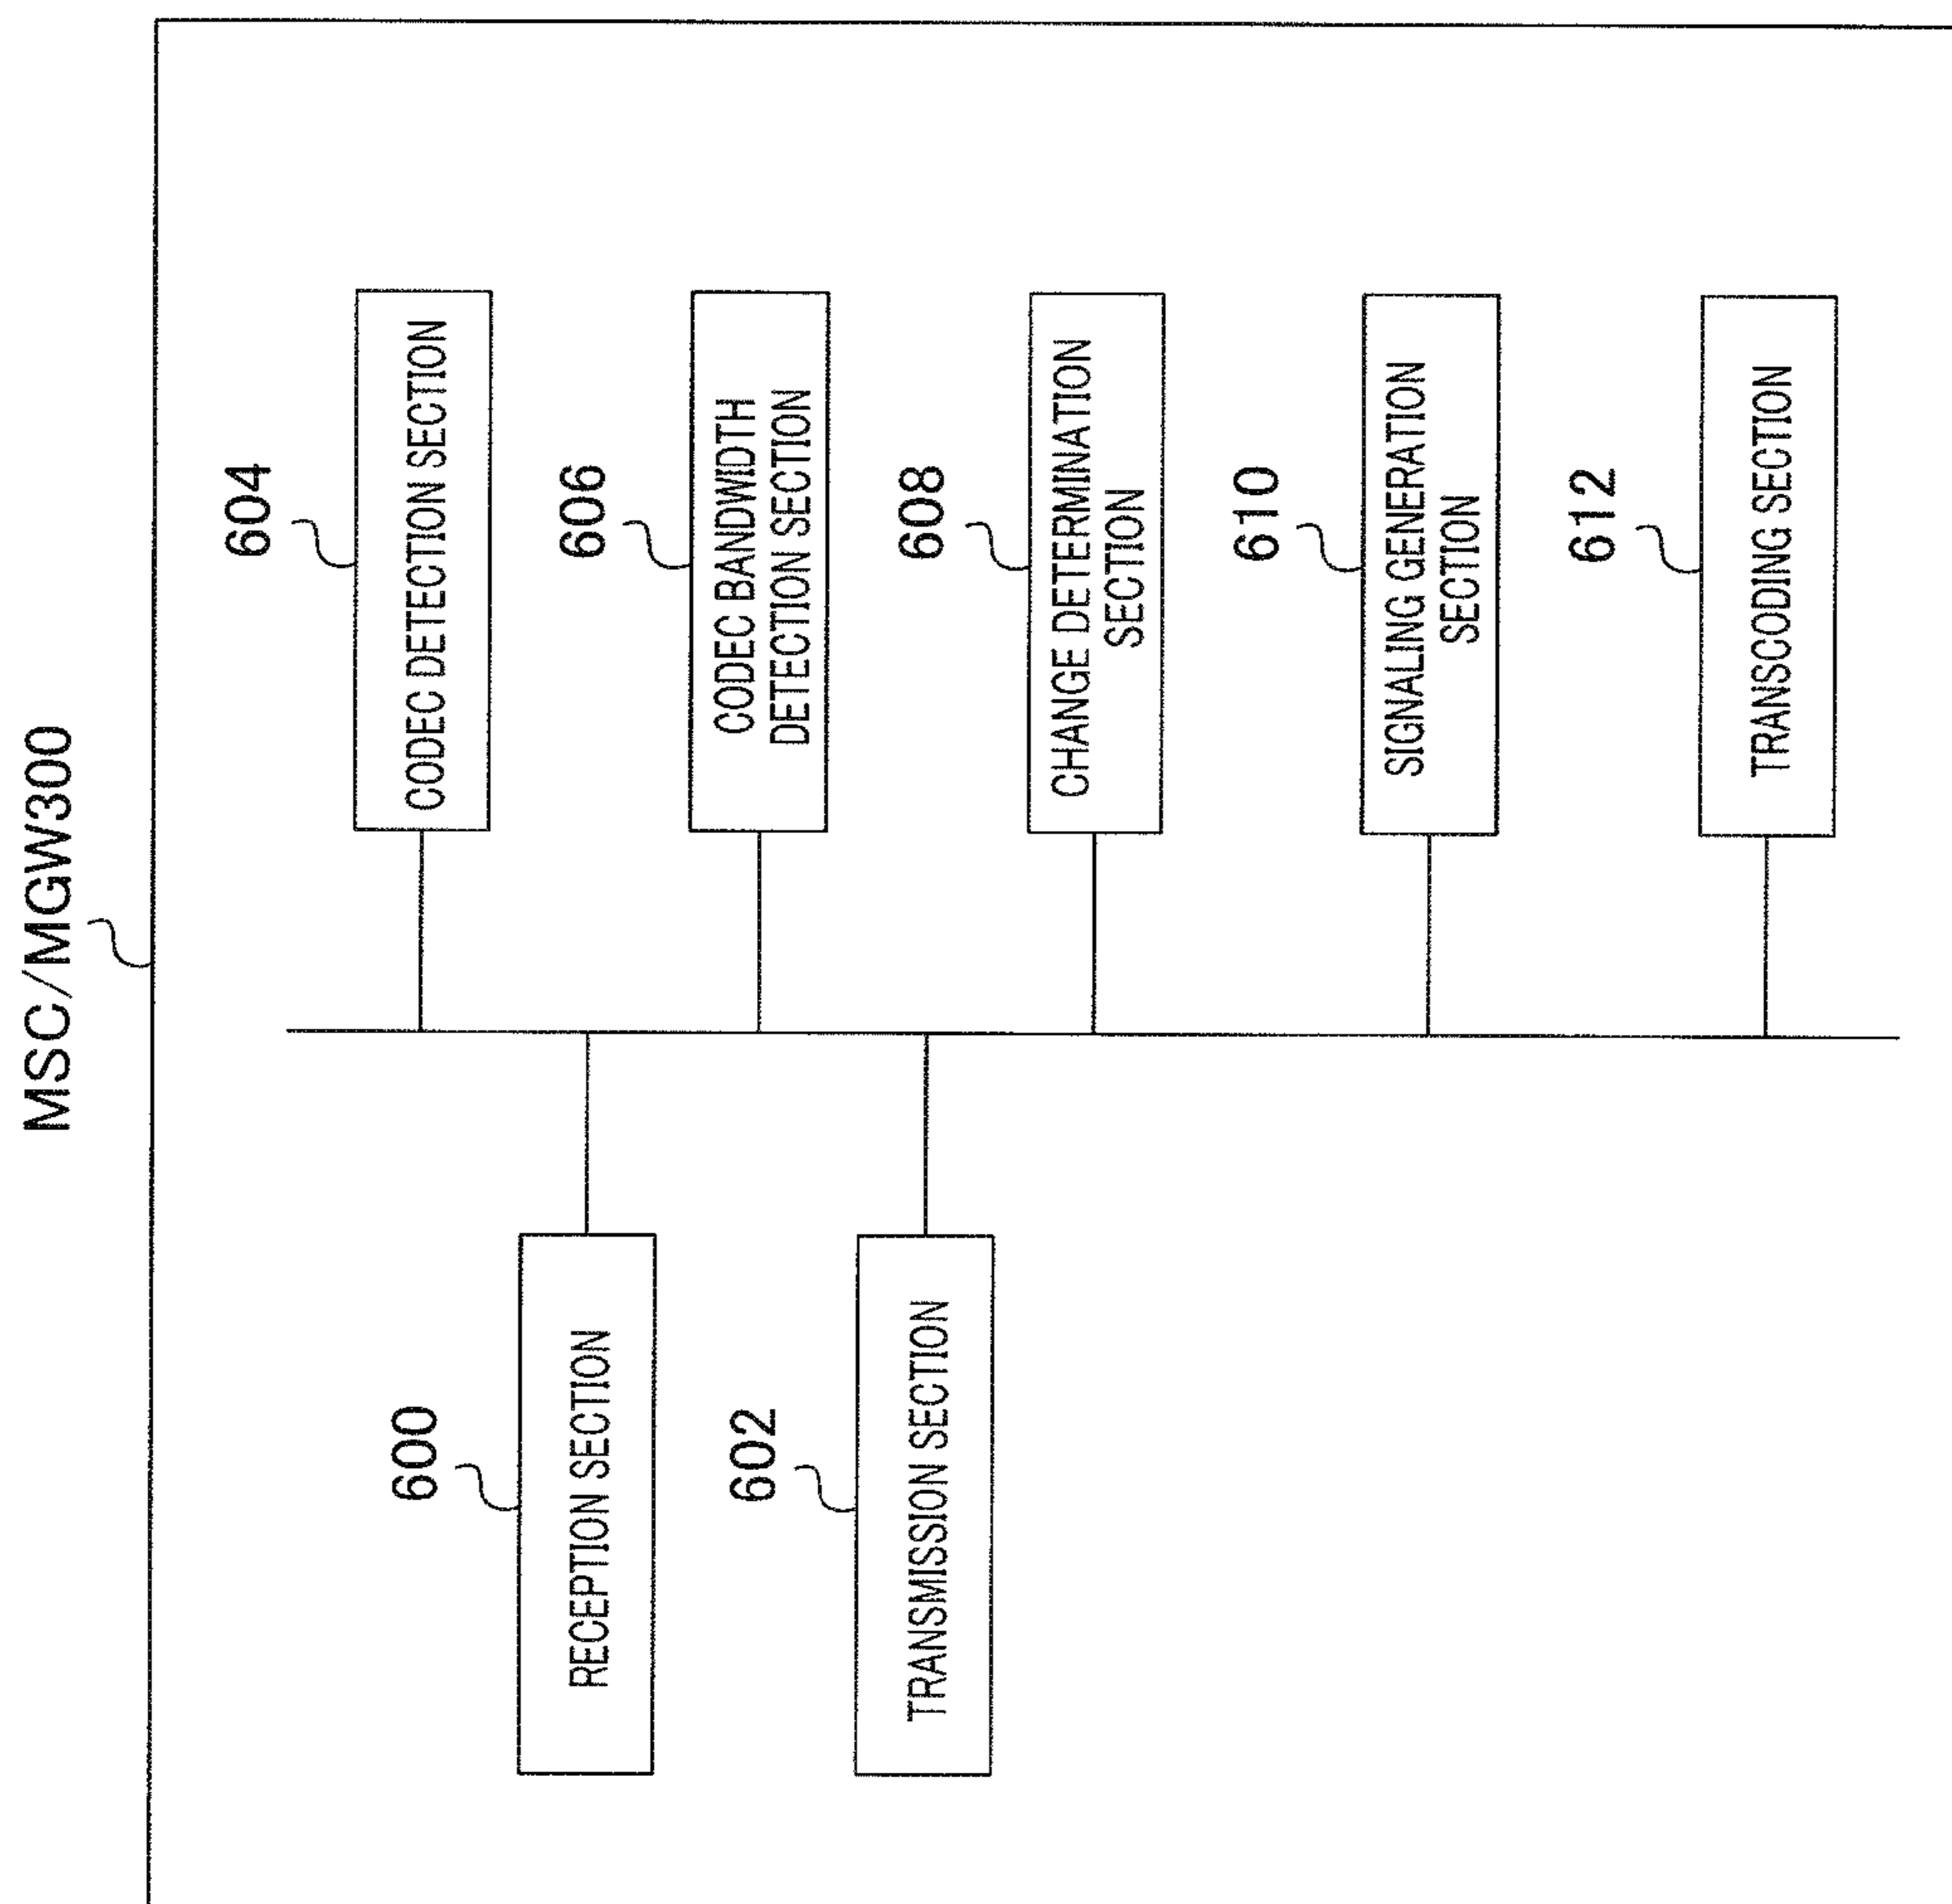 MSC/MGW300
600
RECEPTION SECTION
602
TRANSMISSION SECTION
604
CODEC DETECTION SECTION
606
CODEC BANDWIDTH
DETECTION SECTION
608
CHANGE DETERMINATION
SECTION
610
SIGNALING GENERATION
SECTION
612
TRANSCODING SECTION